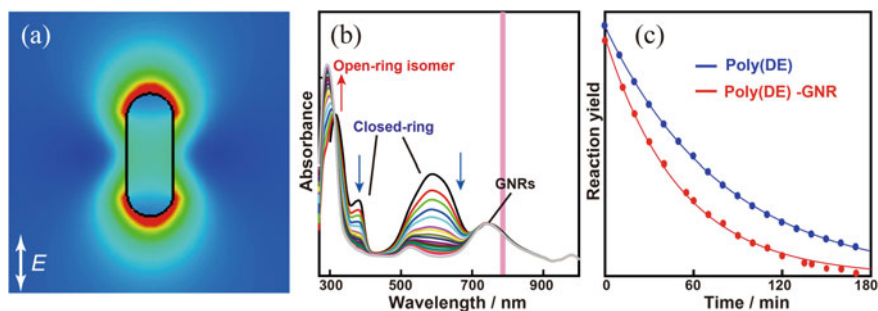 (a)
E
(b)
Open-ring isomer
Closed-ring
GNRs
Absorbance
300 500 700 900
Wavelength / nm
(c)
Poly(DE)
Poly(DE) -GNR
Reaction yield
0 60 120 180
Time / min